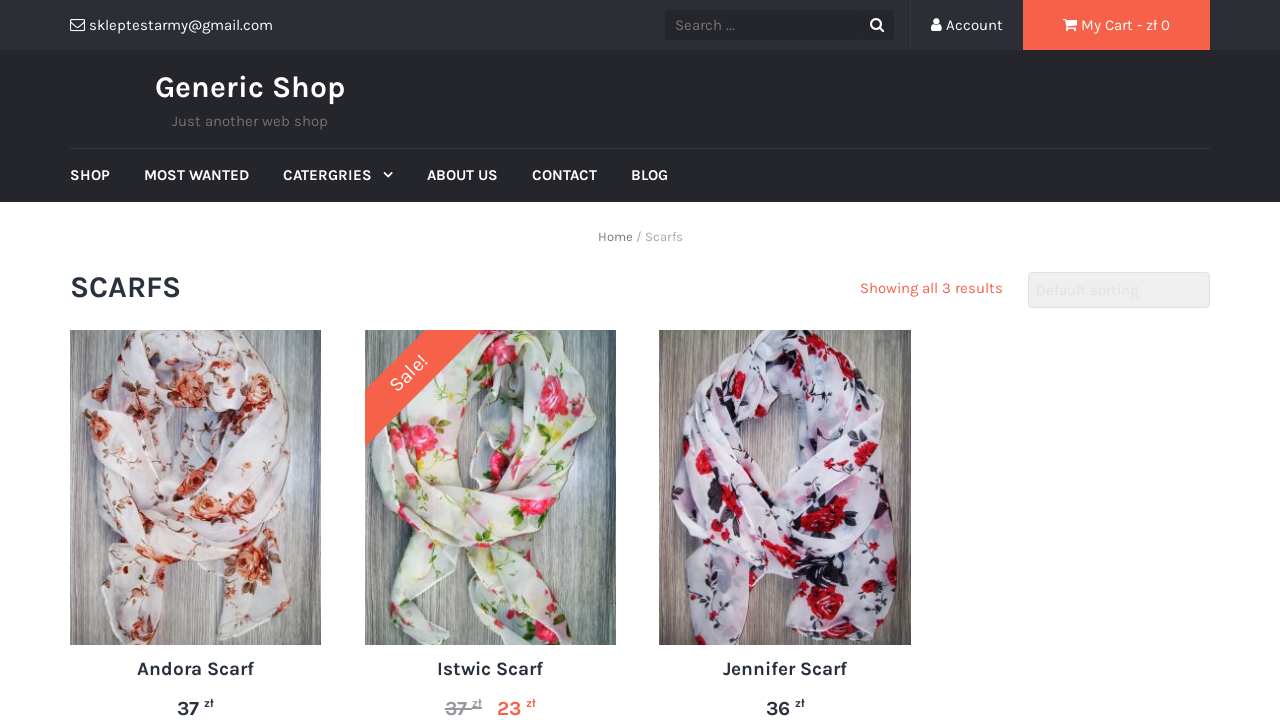 skleptestarmy@gmail.com
Search ...
Account
My Cart - zł 0
Generic Shop
Just another web shop
SHOP MOST WANTED CATERGRIES ABOUT US CONTACT BLOG
Home / Scarfs
SCARFS
Showing all 3 results
Default sorting
Sale!
Andora Scarf
37 zł
Istwic Scarf
37 zł 23 zł
Jennifer Scarf
36 zł